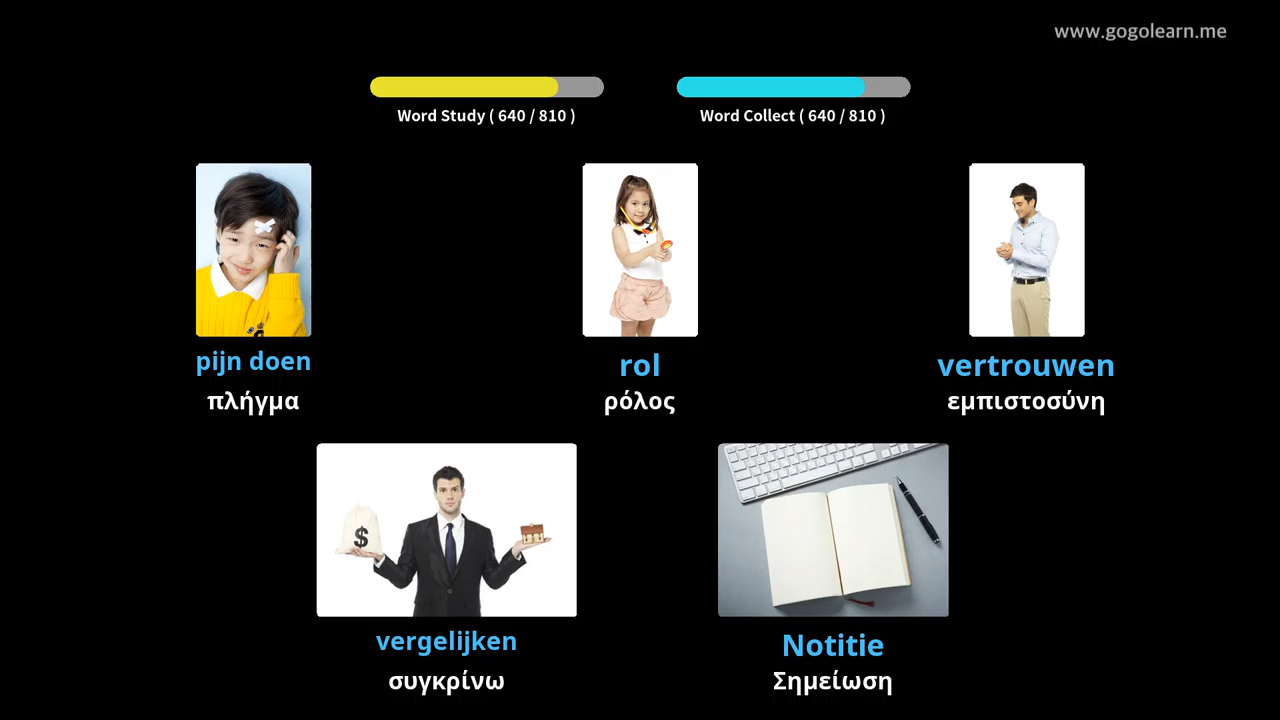 www.gogolearn.me
Word Study ( 640 / 810 )
Word Collect ( 640 / 810 )
pijn doen
πλήγμα
rol
ρόλος
vertrouwen
εμπιστοσύνη
$
vergelijken
συγκρίνω
Notitie
Σημείωση